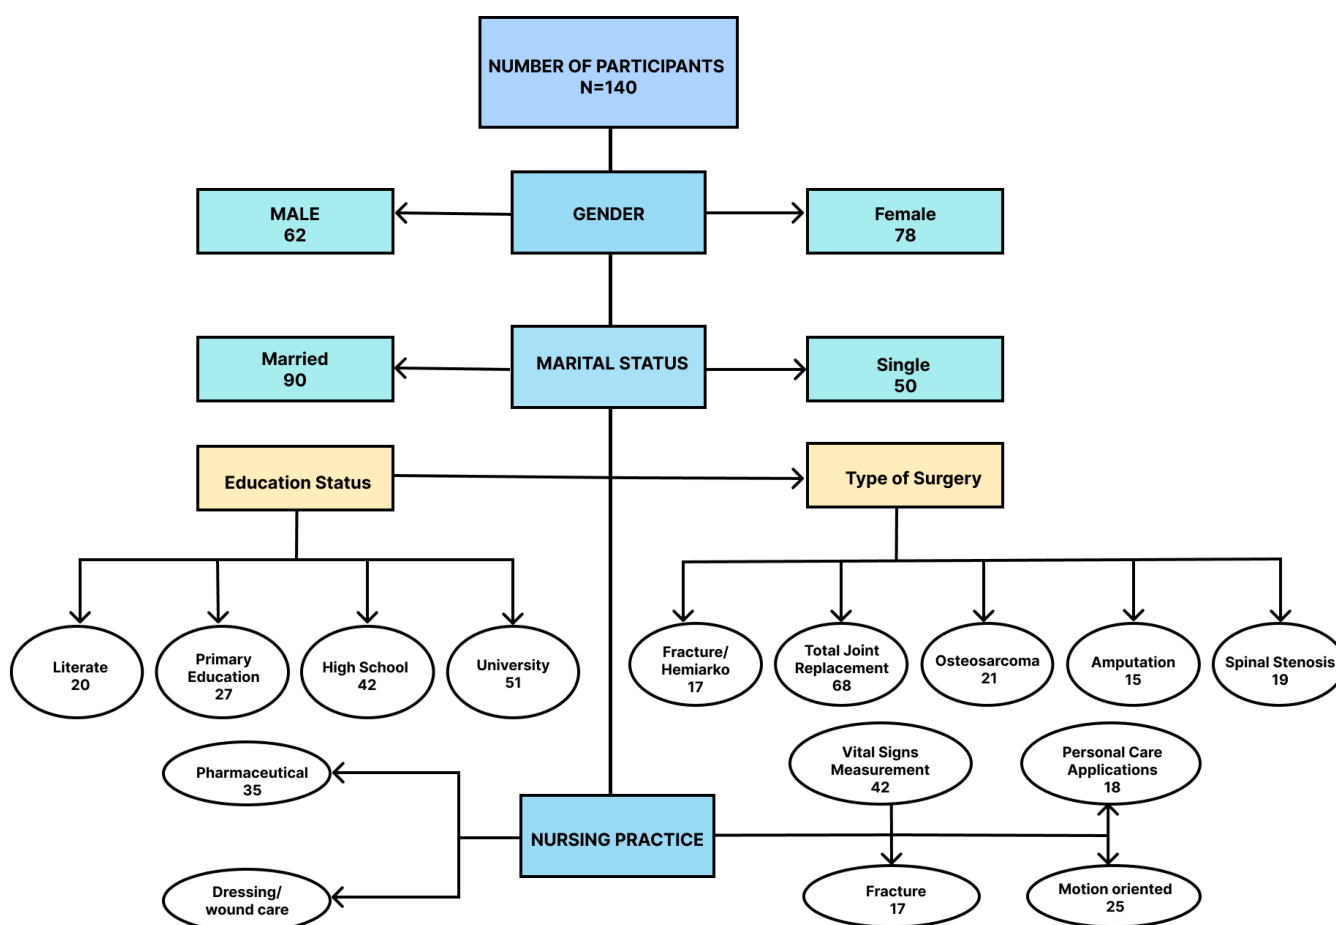 NUMBER OF PARTICIPANTS
N=140
MALE
62
GENDER
Female
78
Married
90
MARITAL STATUS
Single
50
Education Status
Type of Surgery
Literate
20
Primary
Education
27
High School
42
University
51
Fracture/
Hemiarko
17
Total Joint
Replacement
68
Osteosarcoma
21
Amputation
15
Spinal Stenosis
19
Pharmaceutical
35
Vital Signs
Measurement
42
Personal Care
Applications
18
NURSING PRACTICE
Dressing/
wound care
Fracture
17
Motion oriented
25